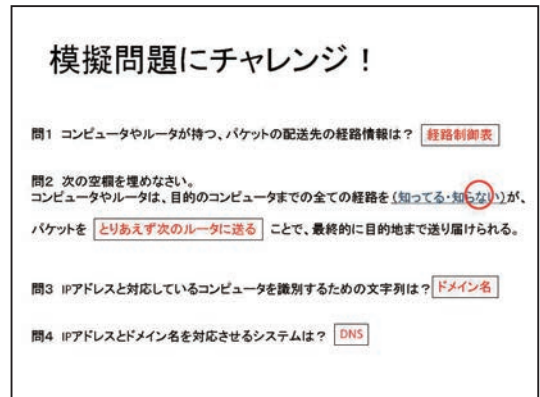 模擬問題にチャレンジ！
問1 コンピュータやルータが持つ、パケットの配送先の経路情報は？ 経路制御表
問2 次の空欄を埋めなさい。
コンピュータやルータは、目的のコンピュータまでの全ての経路を(知ってる・知らない)が、
パケットを とりあえず次のルータに送る ことで、最終的に目的地まで送り届けられる。
問3 IPアドレスと対応しているコンピュータを識別するための文字列は？ ドメイン名
問4 IPアドレスとドメイン名を対応させるシステムは？ DNS